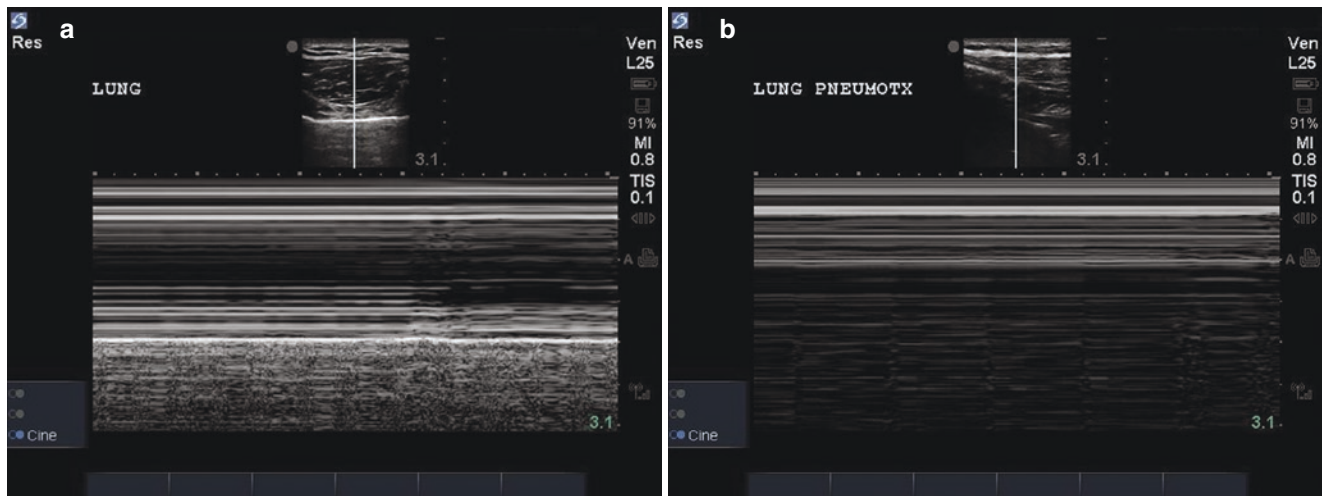 a
Res
LUNG
Ven
L25
91%
MI
0.8
TIS
0.1
A
3.1
3.1
Cine
b
Res
LUNG PNEUMOTX
Ven
L25
91%
MI
0.8
TIS
0.1
A
3.1
3.1
Cine